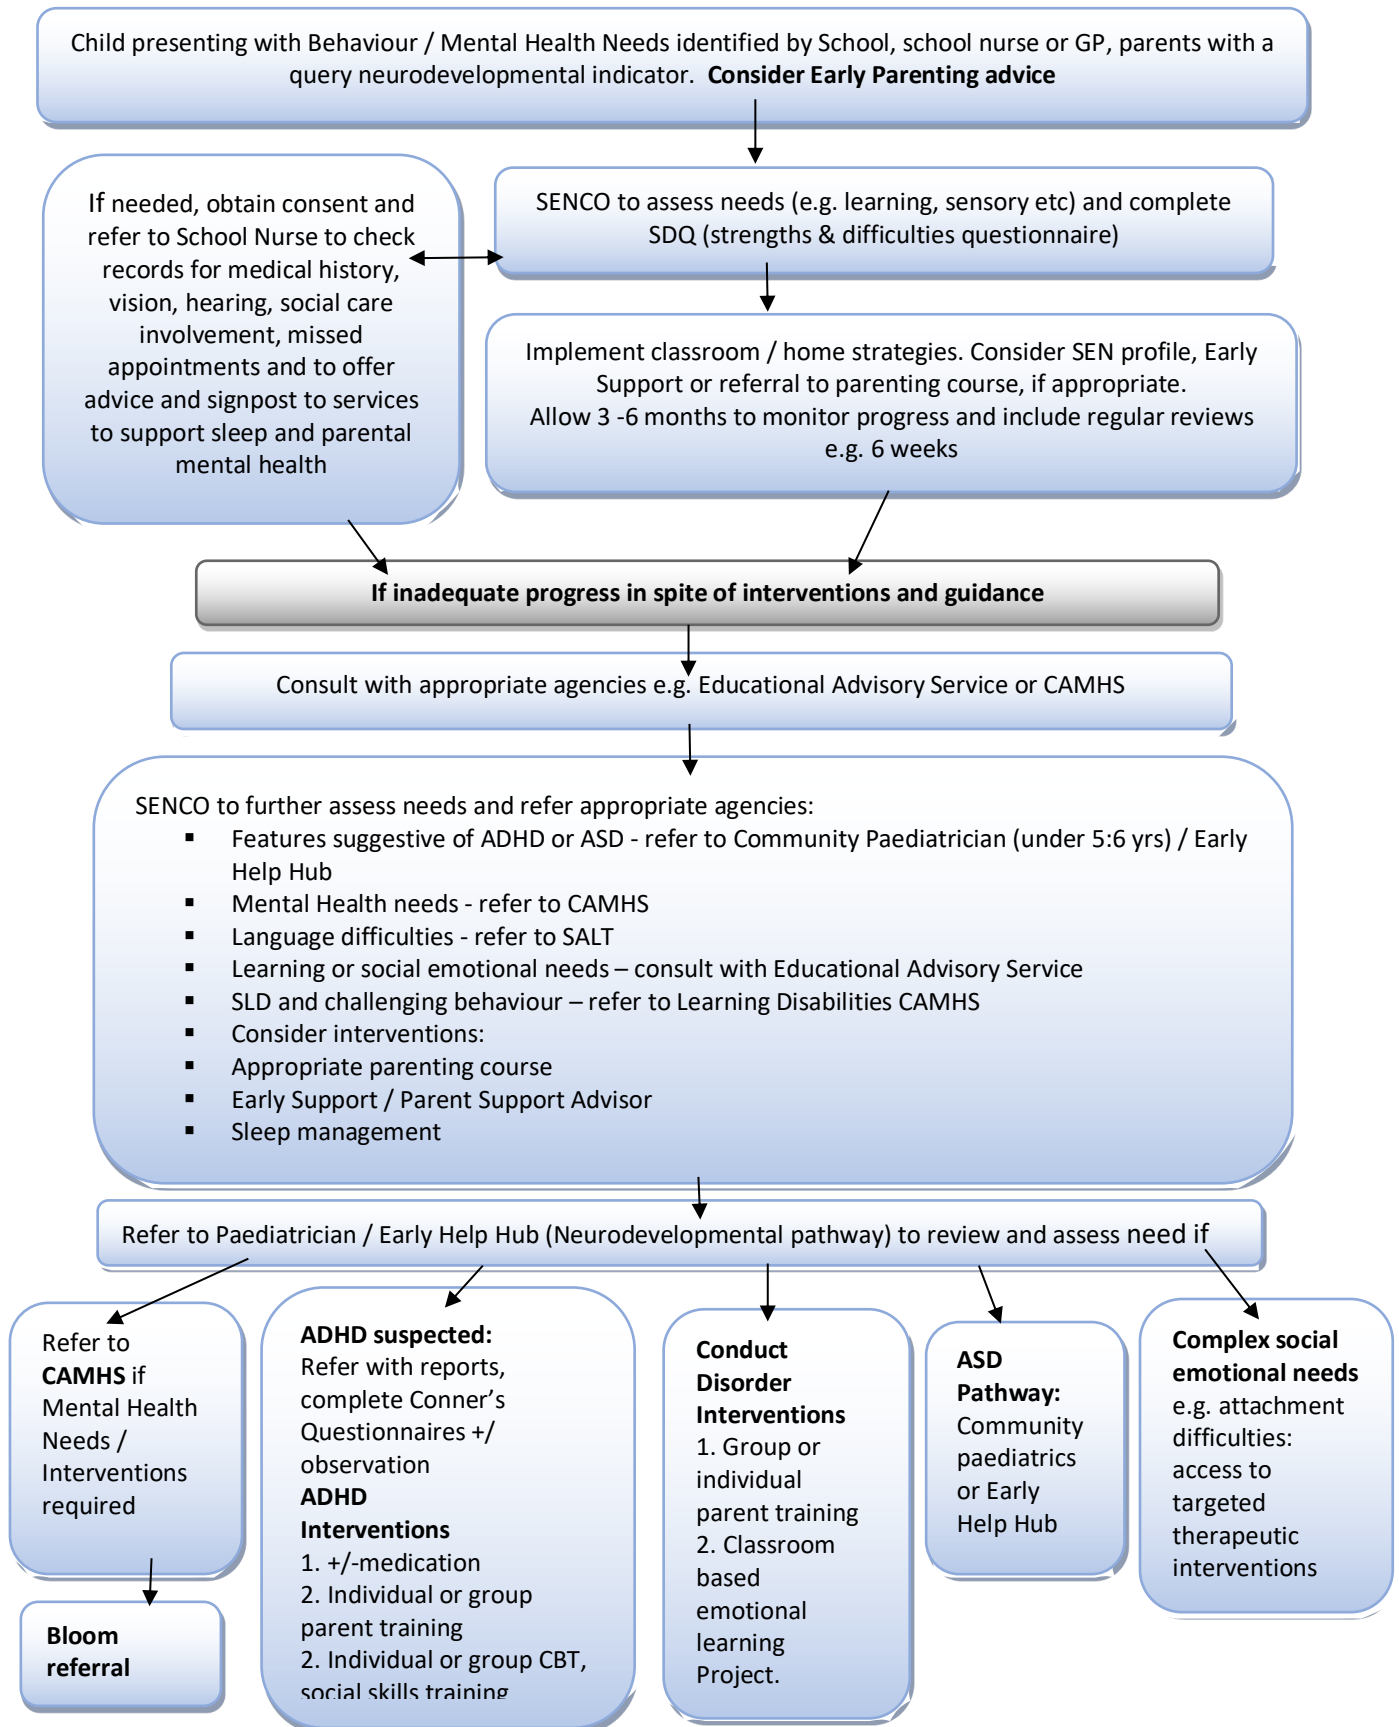 Child presenting with Behaviour / Mental Health Needs identified by School, school nurse or GP, parents with a
query neurodevelopmental indicator. Consider Early Parenting advice
If needed, obtain consent and
refer to School Nurse to check
records for medical history,
vision, hearing, social care
involvement, missed
appointments and to offer
advice and signpost to services
to support sleep and parental
mental health
SENCO to assess needs (e.g. learning, sensory etc) and complete
SDQ (strengths & difficulties questionnaire)
Implement classroom / home strategies. Consider SEN profile, Early
Support or referral to parenting course, if appropriate.
Allow 3 -6 months to monitor progress and include regular reviews
e.g. 6 weeks
If inadequate progress in spite of interventions and guidance
Consult with appropriate agencies e.g. Educational Advisory Service or CAMHS
SENCO to further assess needs and refer appropriate agencies:
▪ Features suggestive of ADHD or ASD - refer to Community Paediatrician (under 5:6 yrs) / Early
Help Hub
▪ Mental Health needs - refer to CAMHS
▪ Language difficulties - refer to SALT
▪ Learning or social emotional needs – consult with Educational Advisory Service
▪ SLD and challenging behaviour – refer to Learning Disabilities CAMHS
▪ Consider interventions:
▪ Appropriate parenting course
▪ Early Support / Parent Support Advisor
▪ Sleep management
Refer to Paediatrician / Early Help Hub (Neurodevelopmental pathway) to review and assess need if
Refer to
CAMHS if
Mental Health
Needs /
Interventions
required
Bloom
referral
ADHD suspected:
Refer with reports,
complete Conner’s
Questionnaires +/
observation
ADHD
Interventions
1. +/-medication
2. Individual or group
parent training
2. Individual or group CBT,
social skills training
Conduct
Disorder
Interventions
1. Group or
individual
parent training
2. Classroom
based
emotional
learning
Project.
ASD
Pathway:
Community
paediatrics
or Early
Help Hub
Complex social
emotional needs
e.g. attachment
difficulties:
access to
targeted
therapeutic
interventions